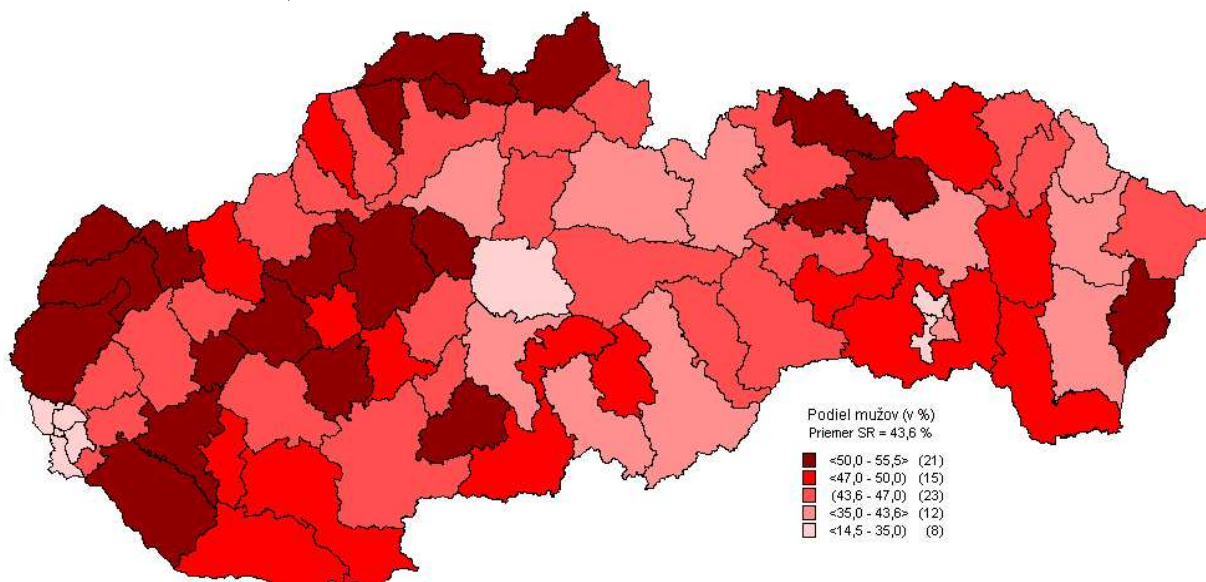 Podiel mužov (v %)
Priemer SR = 43,6 %
<50,0 - 55,5> (21)
<47,0 - 50,0) (15)
(43,6 - 47,0) (23)
<35,0 - 43,6> (12)
<14,5 - 35,0) (8)